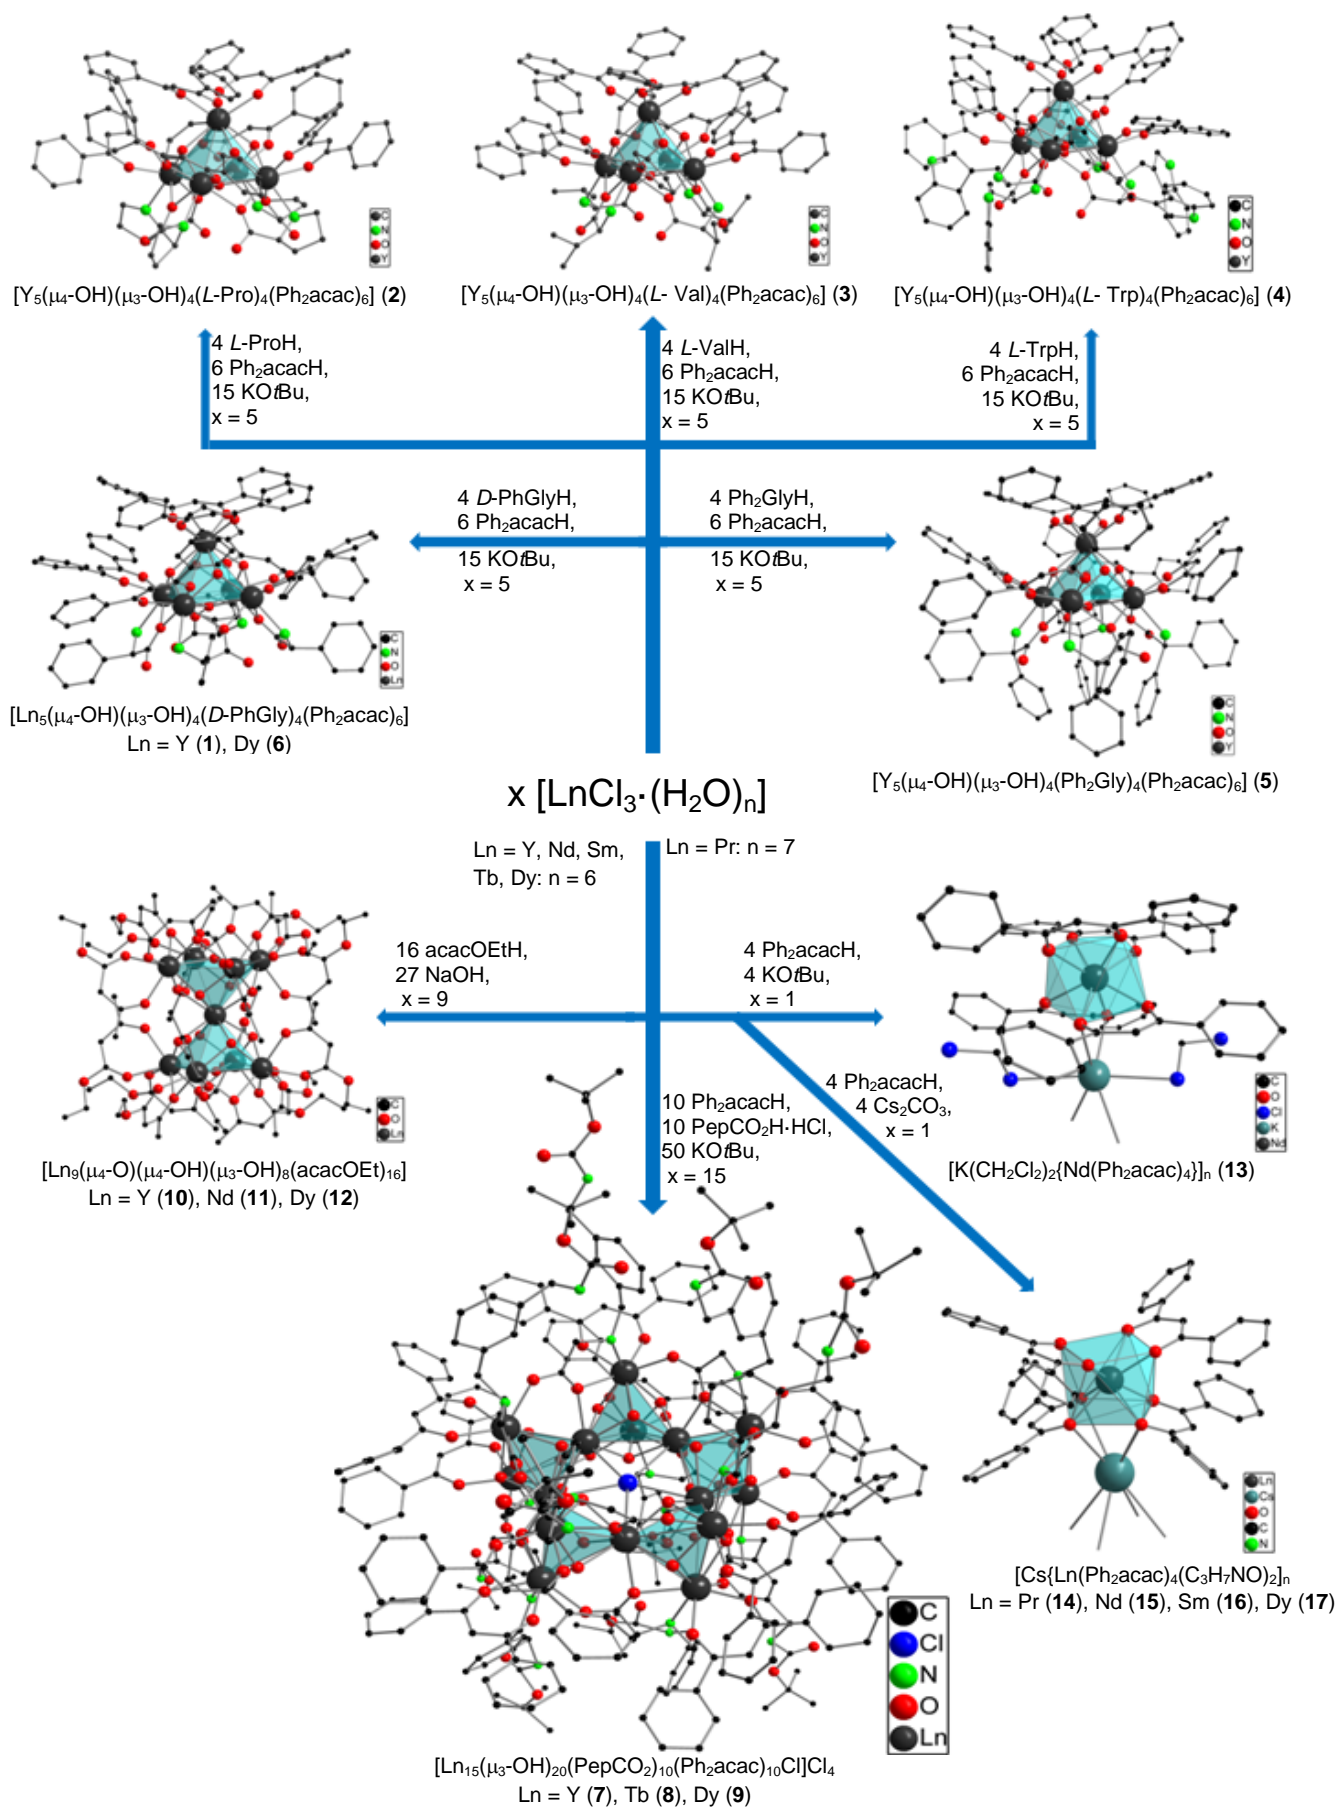 C
N
O
Y
C
N
O
Y
C
N
O
Y
[Y₅(μ₄-OH)(μ₃-OH)₄(L-Pro)₄(Ph₂acac)₆] (2)
[Y₅(μ₄-OH)(μ₃-OH)₄(L- Val)₄(Ph₂acac)₆] (3)
[Y₅(μ₄-OH)(μ₃-OH)₄(L- Trp)₄(Ph₂acac)₆] (4)
4 L-ProH,
6 Ph₂acacH,
15 KOtBu,
x = 5
4 L-ValH,
6 Ph₂acacH,
15 KOtBu,
x = 5
4 L-TrpH,
6 Ph₂acacH,
15 KOtBu,
x = 5
4 D-PhGlyH,
6 Ph₂acacH,
15 KOtBu,
x = 5
4 Ph₂GlyH,
6 Ph₂acacH,
15 KOtBu,
x = 5
C
N
O
Ln
C
N
O
Y
[Ln₅(μ₄-OH)(μ₃-OH)₄(D-PhGly)₄(Ph₂acac)₆]
Ln = Y (1), Dy (6)
[Y₅(μ₄-OH)(μ₃-OH)₄(Ph₂Gly)₄(Ph₂acac)₆] (5)
x [LnCl₃·(H₂O)ₙ]
Ln = Y, Nd, Sm,
Tb, Dy: n = 6
Ln = Pr: n = 7
16 acacOEtH,
27 NaOH,
x = 9
4 Ph₂acacH,
4 KOtBu,
x = 1
C
O
Ln
C
O
Cl
K
Nd
[Ln₉(μ₄-O)(μ₄-OH)(μ₃-OH)₈(acacOEt)₁₆]
Ln = Y (10), Nd (11), Dy (12)
10 Ph₂acacH,
10 PepCO₂H·HCl,
50 KOtBu,
x = 15
4 Ph₂acacH,
4 Cs₂CO₃,
x = 1
[K(CH₂Cl₂)₂{Nd(Ph₂acac)₄}]ₙ (13)
Ln
Cs
O
C
N
[Cs{Ln(Ph₂acac)₄(C₃H₇NO)₂]ₙ
Ln = Pr (14), Nd (15), Sm (16), Dy (17)
C
Cl
N
O
Ln
[Ln₁₅(μ₃-OH)₂₀(PepCO₂)₁₀(Ph₂acac)₁₀Cl]Cl₄
Ln = Y (7), Tb (8), Dy (9)